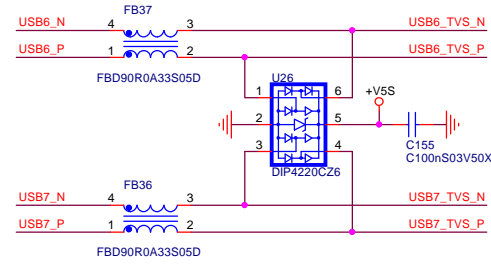 FB37
USB6_N 4 3 USB6_TVS_N
USB6_P 1 2 USB6_TVS_P
FBD90R0A33S05D
U26
+V5S
1 6
2 5
3 4
C155
C100nS03V50X
DIP4220CZ6
FB36
USB7_N 4 3 USB7_TVS_N
USB7_P 1 2 USB7_TVS_P
FBD90R0A33S05D